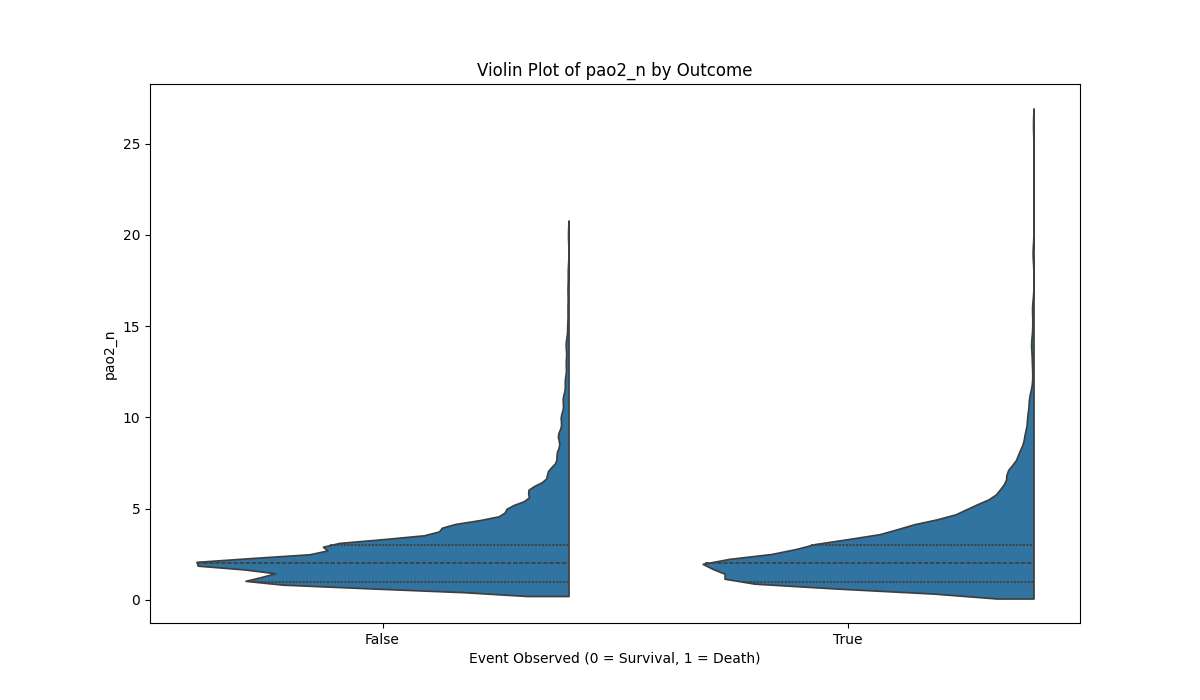 Violin Plot of pao2_n by Outcome
25
20
15
10
5
0
pao2_n
False True
Event Observed (0 = Survival, 1 = Death)